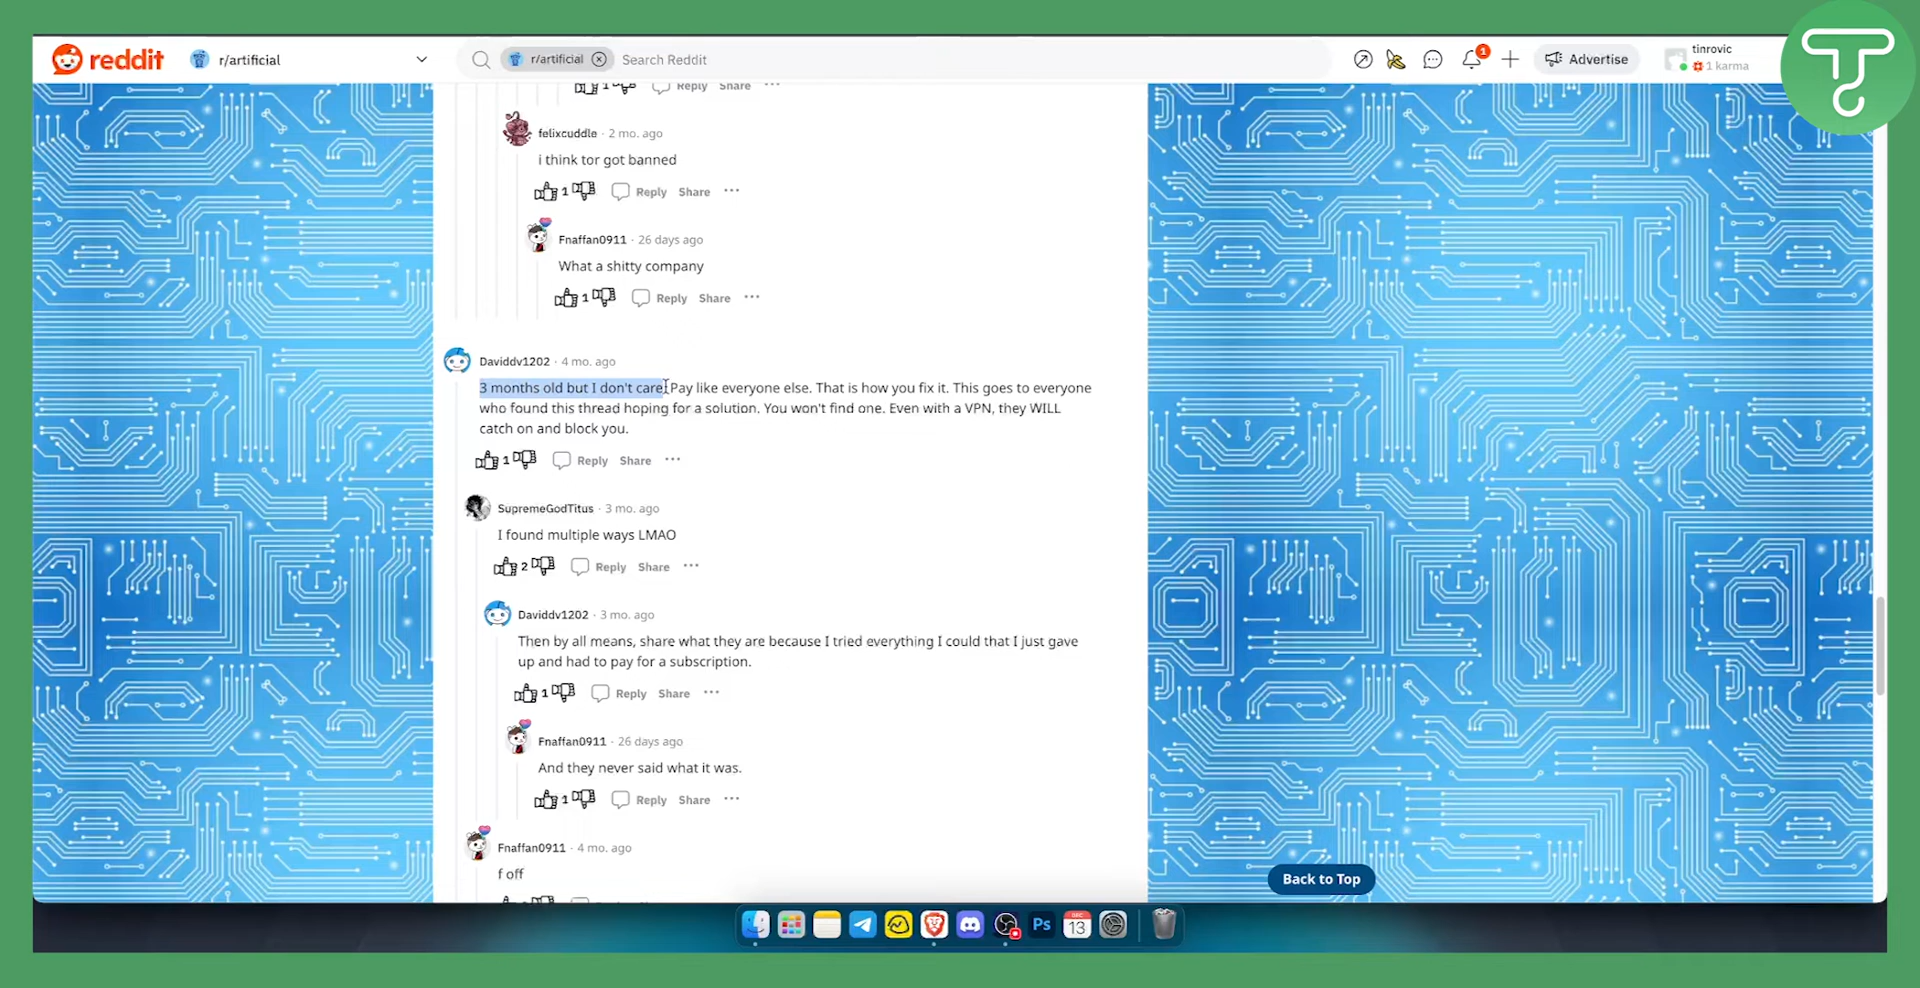 reddit r/artificial r/artificial Search Reddit 1 Advertise tinrovic
1 karma
1 Reply Share
felixcuddle · 2 mo. ago
i think tor got banned
1 Reply Share
Fnaffan0911 · 26 days ago
What a shitty company
1 Reply Share
Daviddv1202 · 4 mo. ago
3 months old but I don't care. Pay like everyone else. That is how you fix it. This goes to everyone
who found this thread hoping for a solution. You won't find one. Even with a VPN, they WILL
catch on and block you.
1 Reply Share
SupremeGodTitus · 3 mo. ago
I found multiple ways LMAO
2 Reply Share
Daviddv1202 · 3 mo. ago
Then by all means, share what they are because I tried everything I could that I just gave
up and had to pay for a subscription.
1 Reply Share
Fnaffan0911 · 26 days ago
And they never said what it was.
1 Reply Share
Fnaffan0911 · 4 mo. ago
f off
Back to Top
Ps DEC 13